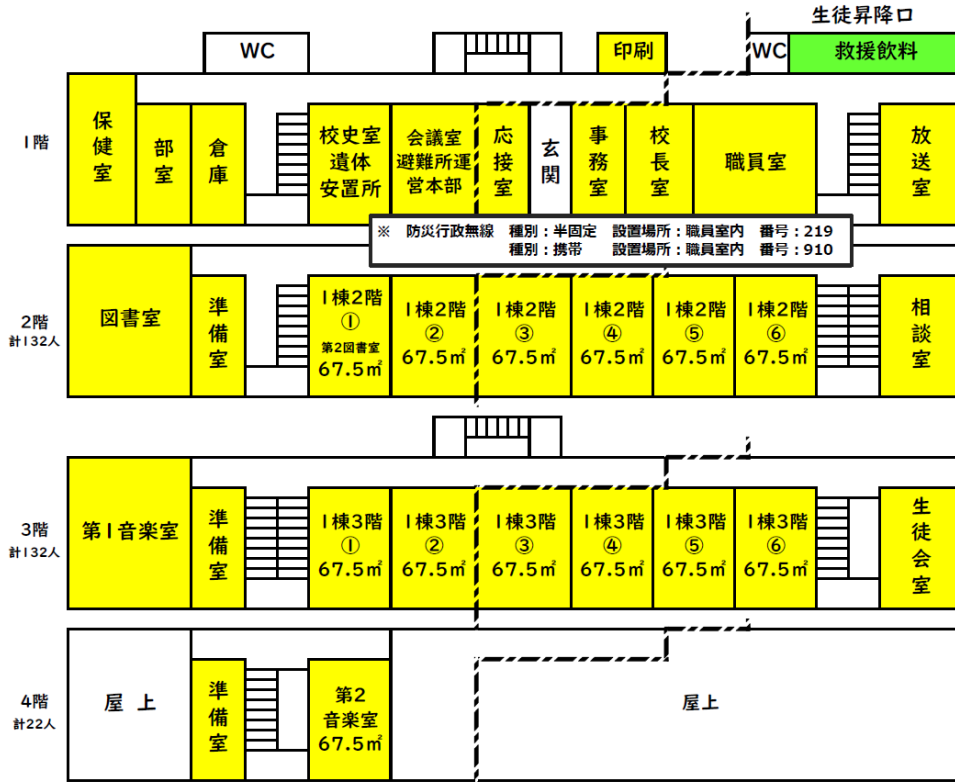 生徒昇降口
WC
印刷
WC
救援飲料
1階
保健室
部室
倉庫
校史室
遺体
安置所
会議室
避難所運
営本部
応接室
玄関
事務室
校長室
職員室
放送室
※ 防災行政無線 種別:半固定 設置場所:職員室内 番号:219
種別:携帯 設置場所:職員室内 番号:910
2階
計132人
図書室
準備室
1棟2階
①
第2図書室
67.5㎡
1棟2階
②
67.5㎡
1棟2階
③
67.5㎡
1棟2階
④
67.5㎡
1棟2階
⑤
67.5㎡
1棟2階
⑥
67.5㎡
相談室
3階
計132人
第1音楽室
準備室
1棟3階
①
67.5㎡
1棟3階
②
67.5㎡
1棟3階
③
67.5㎡
1棟3階
④
67.5㎡
1棟3階
⑤
67.5㎡
1棟3階
⑥
67.5㎡
生徒会室
4階
計22人
屋上
準備室
第2
音楽室
67.5㎡
屋上